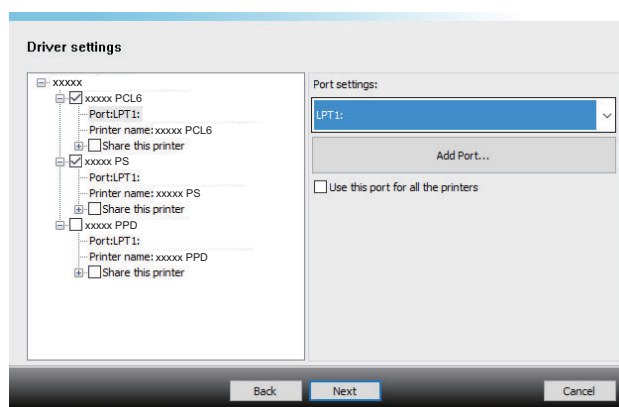 Driver settings
xxxxx
xxxxx PCL6
Port:LPT1:
Printer name: xxxxx PCL6
Share this printer
xxxxx PS
Port:LPT1:
Printer name: xxxxx PS
Share this printer
xxxxx PPD
Port:LPT1:
Printer name: xxxxx PPD
Share this printer
Port settings:
LPT1:
Add Port...
Use this port for all the printers
Back
Next
Cancel